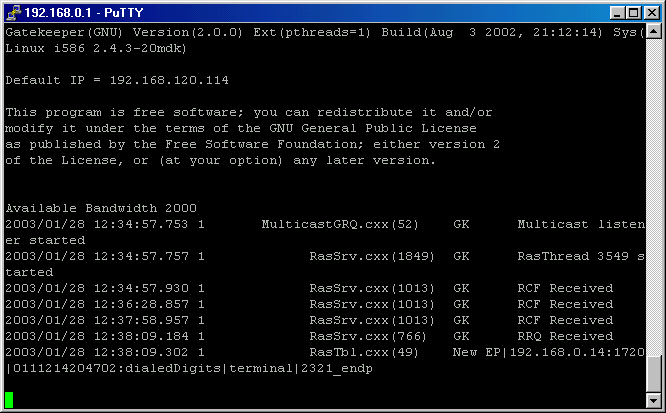 192.168.0.1 - PuTTY
Gatekeeper(GNU) Version(2.0.0) Ext(pthreads=1) Build(Aug  3 2002, 21:12:14) Sys(
Linux i586 2.4.3-20mdk)
Default IP = 192.168.120.114
This program is free software; you can redistribute it and/or
modify it under the terms of the GNU General Public License
as published by the Free Software Foundation; either version 2
of the License, or (at your option) any later version.
Available Bandwidth 2000
2003/01/28 12:34:57.753 1       MulticastGRQ.cxx(52)    GK      Multicast listen
er started
2003/01/28 12:34:57.757 1             RasSrv.cxx(1849)  GK      RasThread 3549 s
tarted
2003/01/28 12:34:57.930 1             RasSrv.cxx(1013)  GK      RCF Received
2003/01/28 12:36:28.857 1             RasSrv.cxx(1013)  GK      RCF Received
2003/01/28 12:37:58.957 1             RasSrv.cxx(1013)  GK      RCF Received
2003/01/28 12:38:09.184 1             RasSrv.cxx(766)   GK      RRQ Received
2003/01/28 12:38:09.302 1             RasTbl.cxx(49)    New EP|192.168.0.14:1720
|0111214204702:dialedDigits|terminal|2321_endp